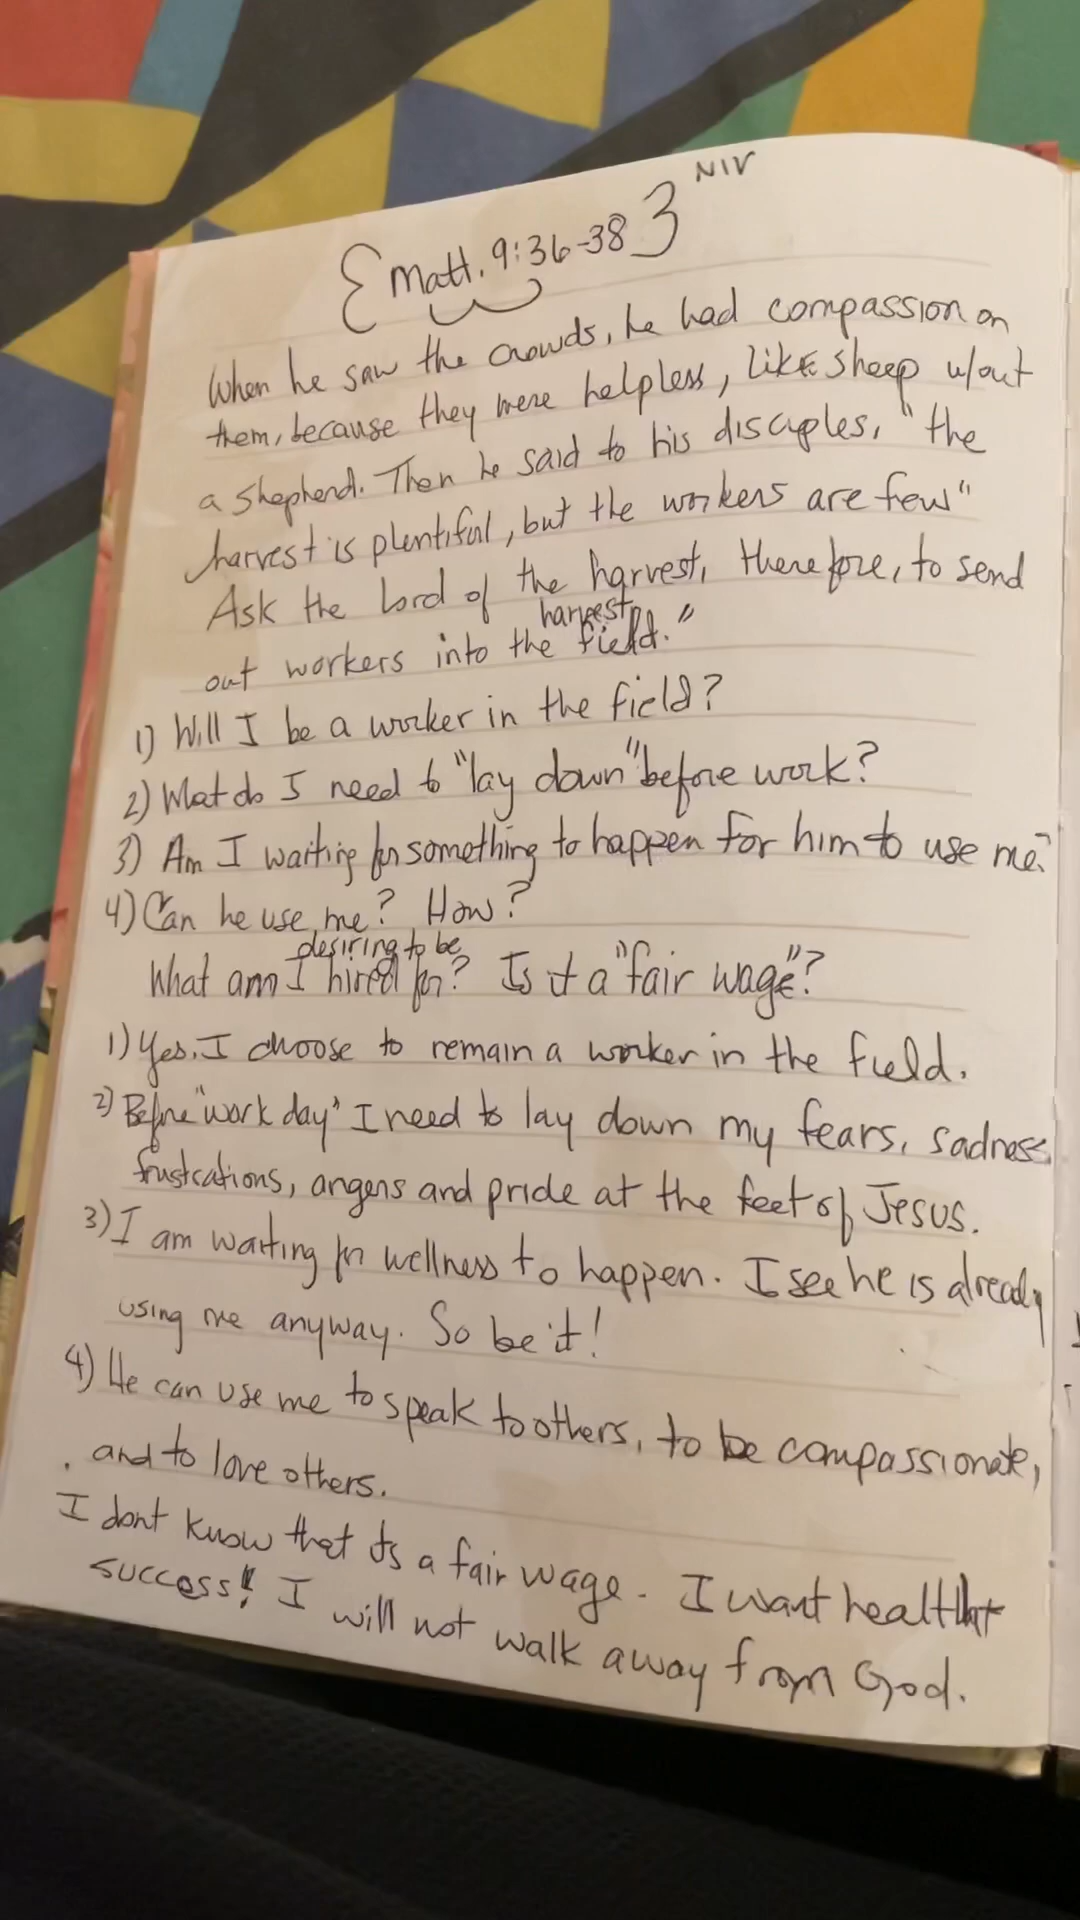 { Matt. 9:36-38 } NIV
When he saw the crowds, he had compassion on
them, because they were helpless, like sheep w/out
a shepherd. Then he said to his disciples, "the
harvest is plentiful, but the workers are few"
Ask the Lord of the harvest, therefore, to send
out workers into the harvest field."
1) Will I be a worker in the field?
2) What do I need to "lay down" before work?
3) Am I waiting for something to happen for him to use me?
4) Can he use me? How?
What am I desiring to be hired for? Is it a "fair wage"?
1) Yes, I choose to remain a worker in the field.
2) Before "work day" I need to lay down my fears, sadness
frustrations, angers and pride at the feet of Jesus.
3) I am waiting for wellness to happen. I see he is already
using me anyway. So be it!
4) He can use me to speak to others, to be compassionate,
and to love others.
I dont know that its a fair wage. I want health
success! I will not walk away from God.